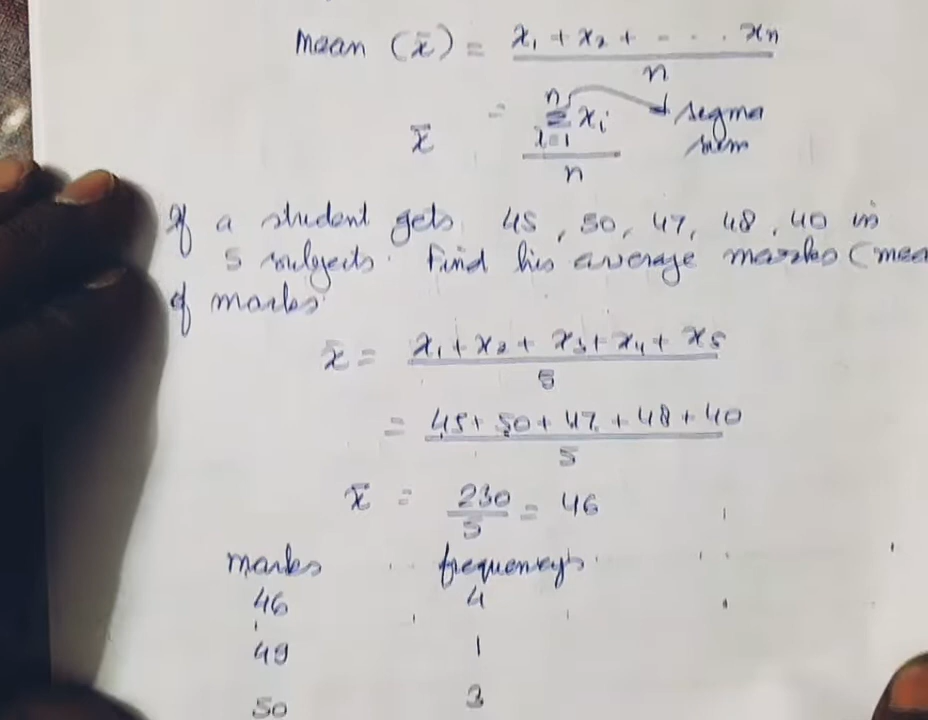 Mean (x̄) = x₁ + x₂ + - - - . xₙ
n
x̄ = n Σ xᵢ → segma
i=1 sum
n
If a student gets 45, 50, 47, 48, 40 in
5 subjects. Find his average marks (mea
of marks.
x̄ = x₁ + x₂ + x₃ + x₄ + x₅
5
= 45 + 50 + 47 + 48 + 40
5
x̄ = 230 = 46
5
marks frequency's
46 4
49 1
50